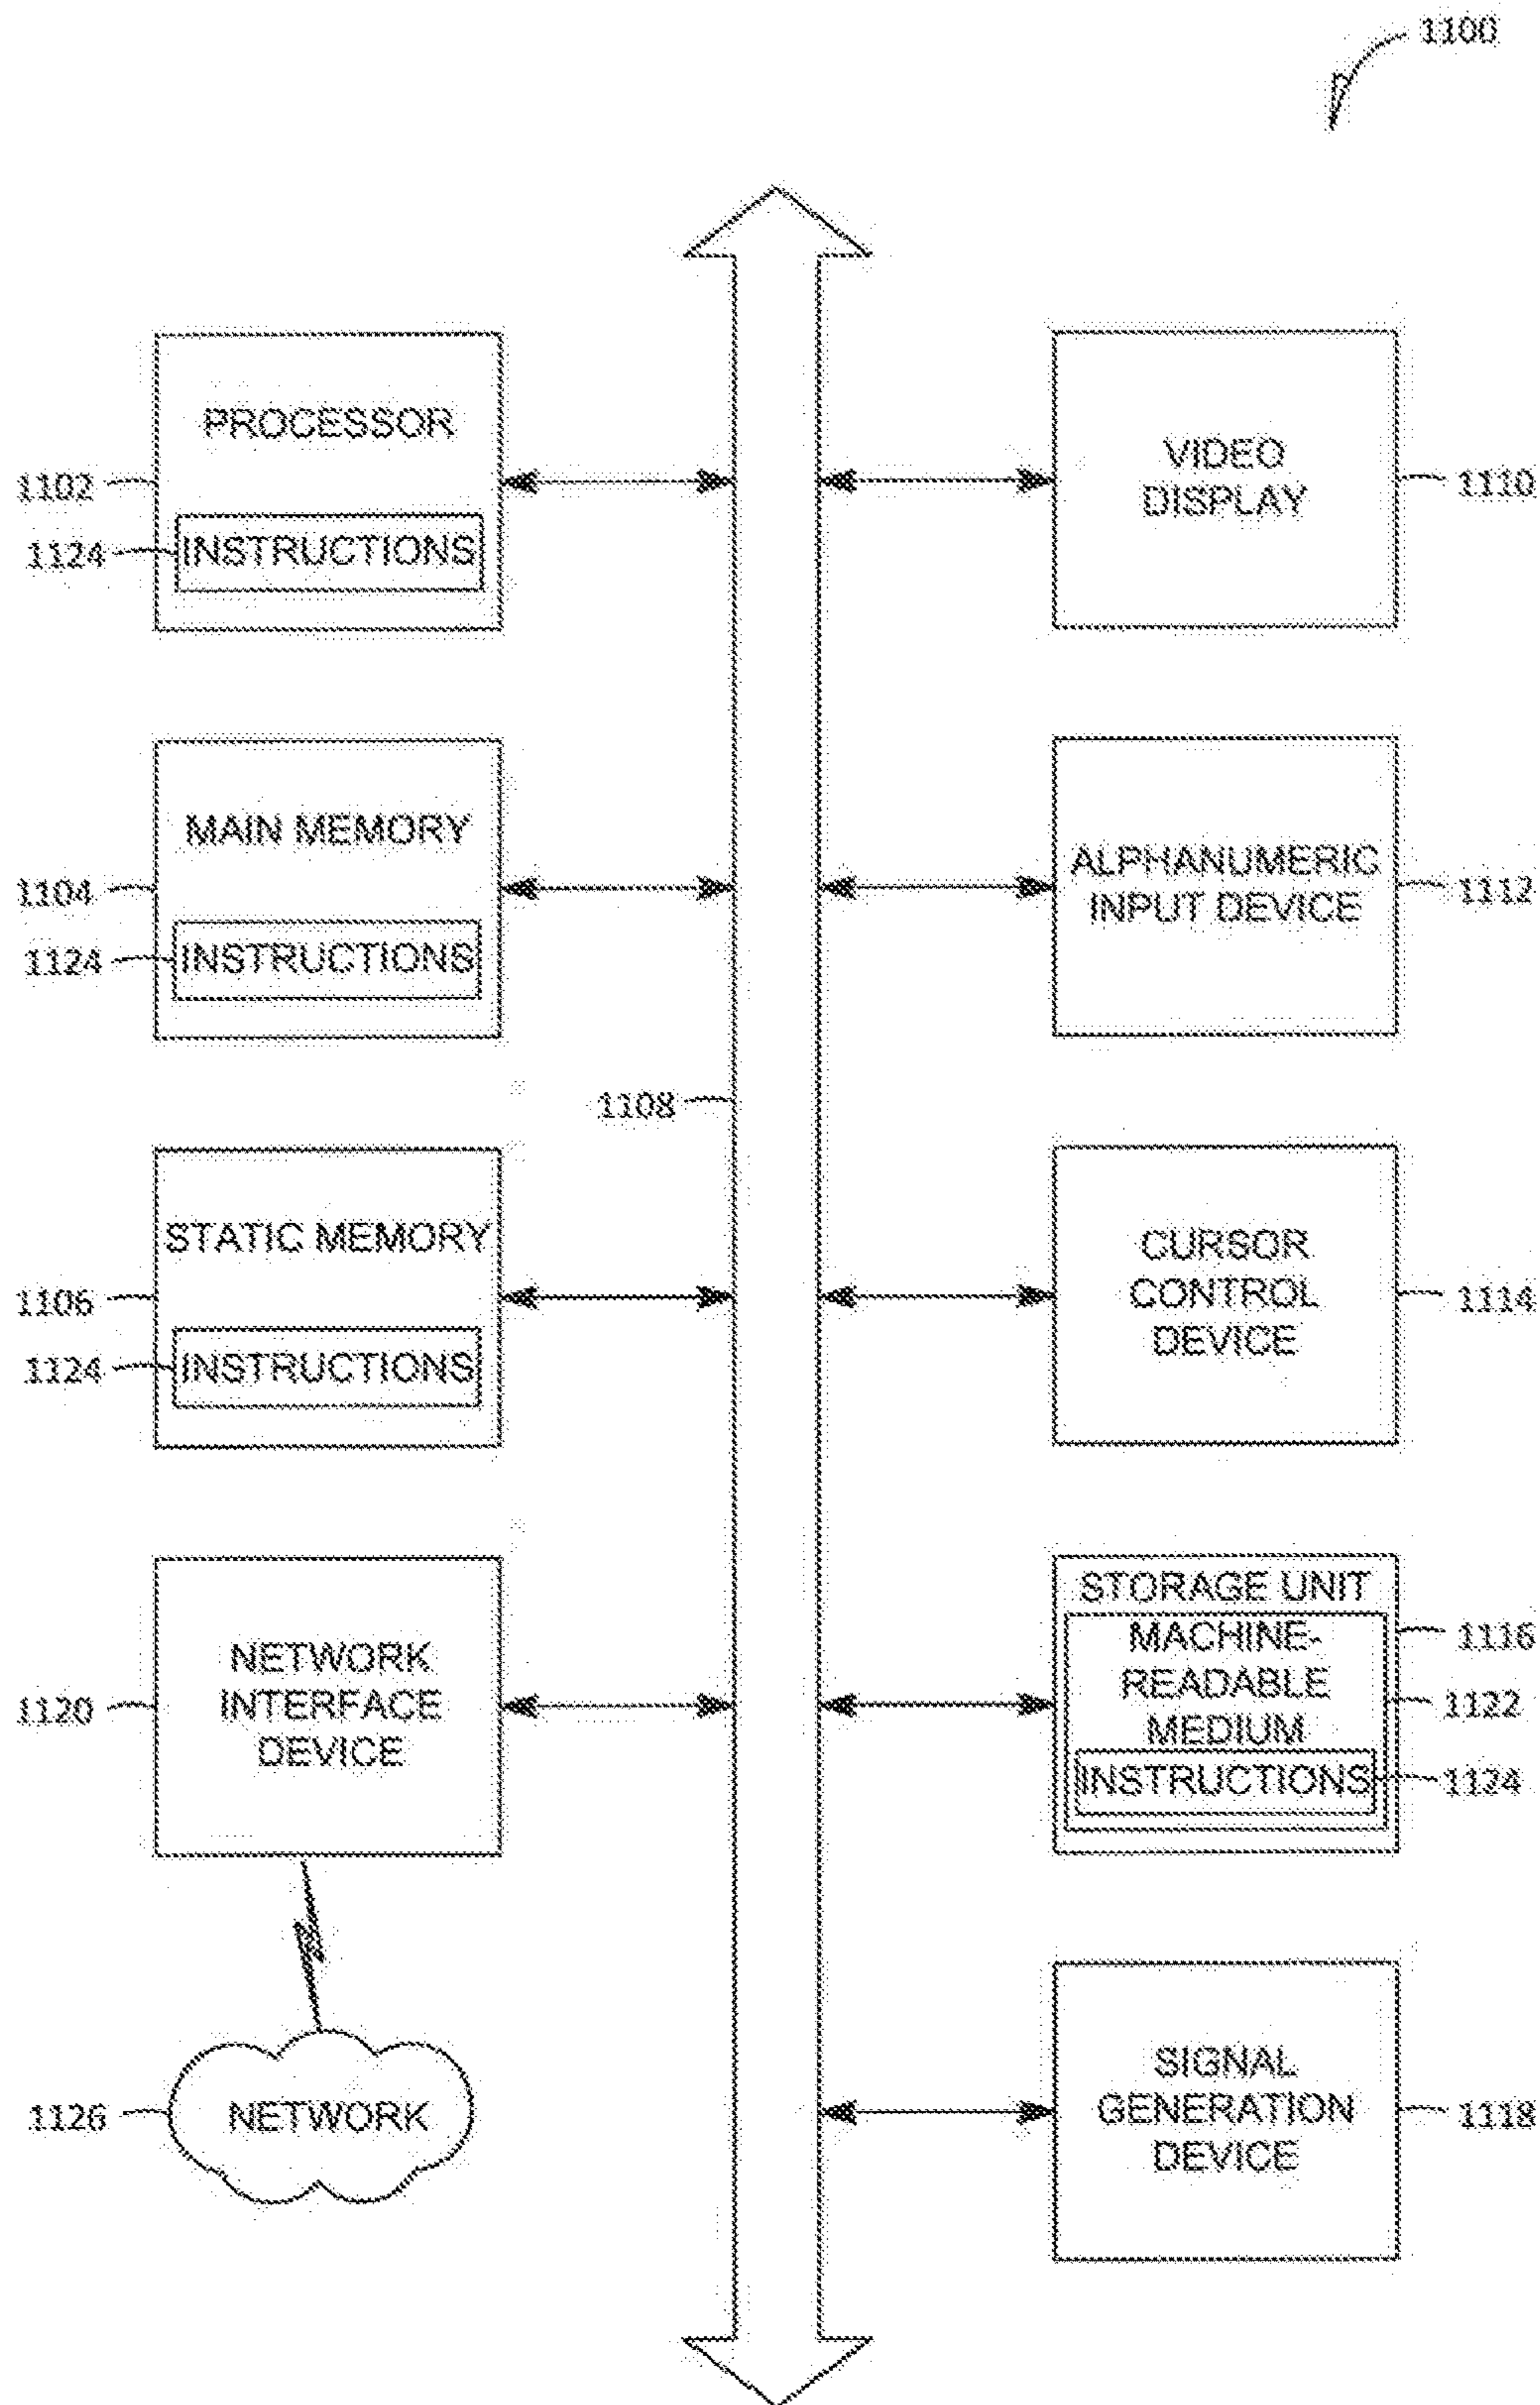 1100
PROCESSOR
1102
1124
INSTRUCTIONS
VIDEO
DISPLAY
1110
MAIN MEMORY
1104
1124
INSTRUCTIONS
ALPHANUMERIC
INPUT DEVICE
1112
1108
STATIC MEMORY
1106
1124
INSTRUCTIONS
CURSOR
CONTROL
DEVICE
1114
NETWORK
INTERFACE
DEVICE
1120
STORAGE UNIT
1116
MACHINE-
READABLE
MEDIUM
1122
INSTRUCTIONS
1124
NETWORK
1126
SIGNAL
GENERATION
DEVICE
1118